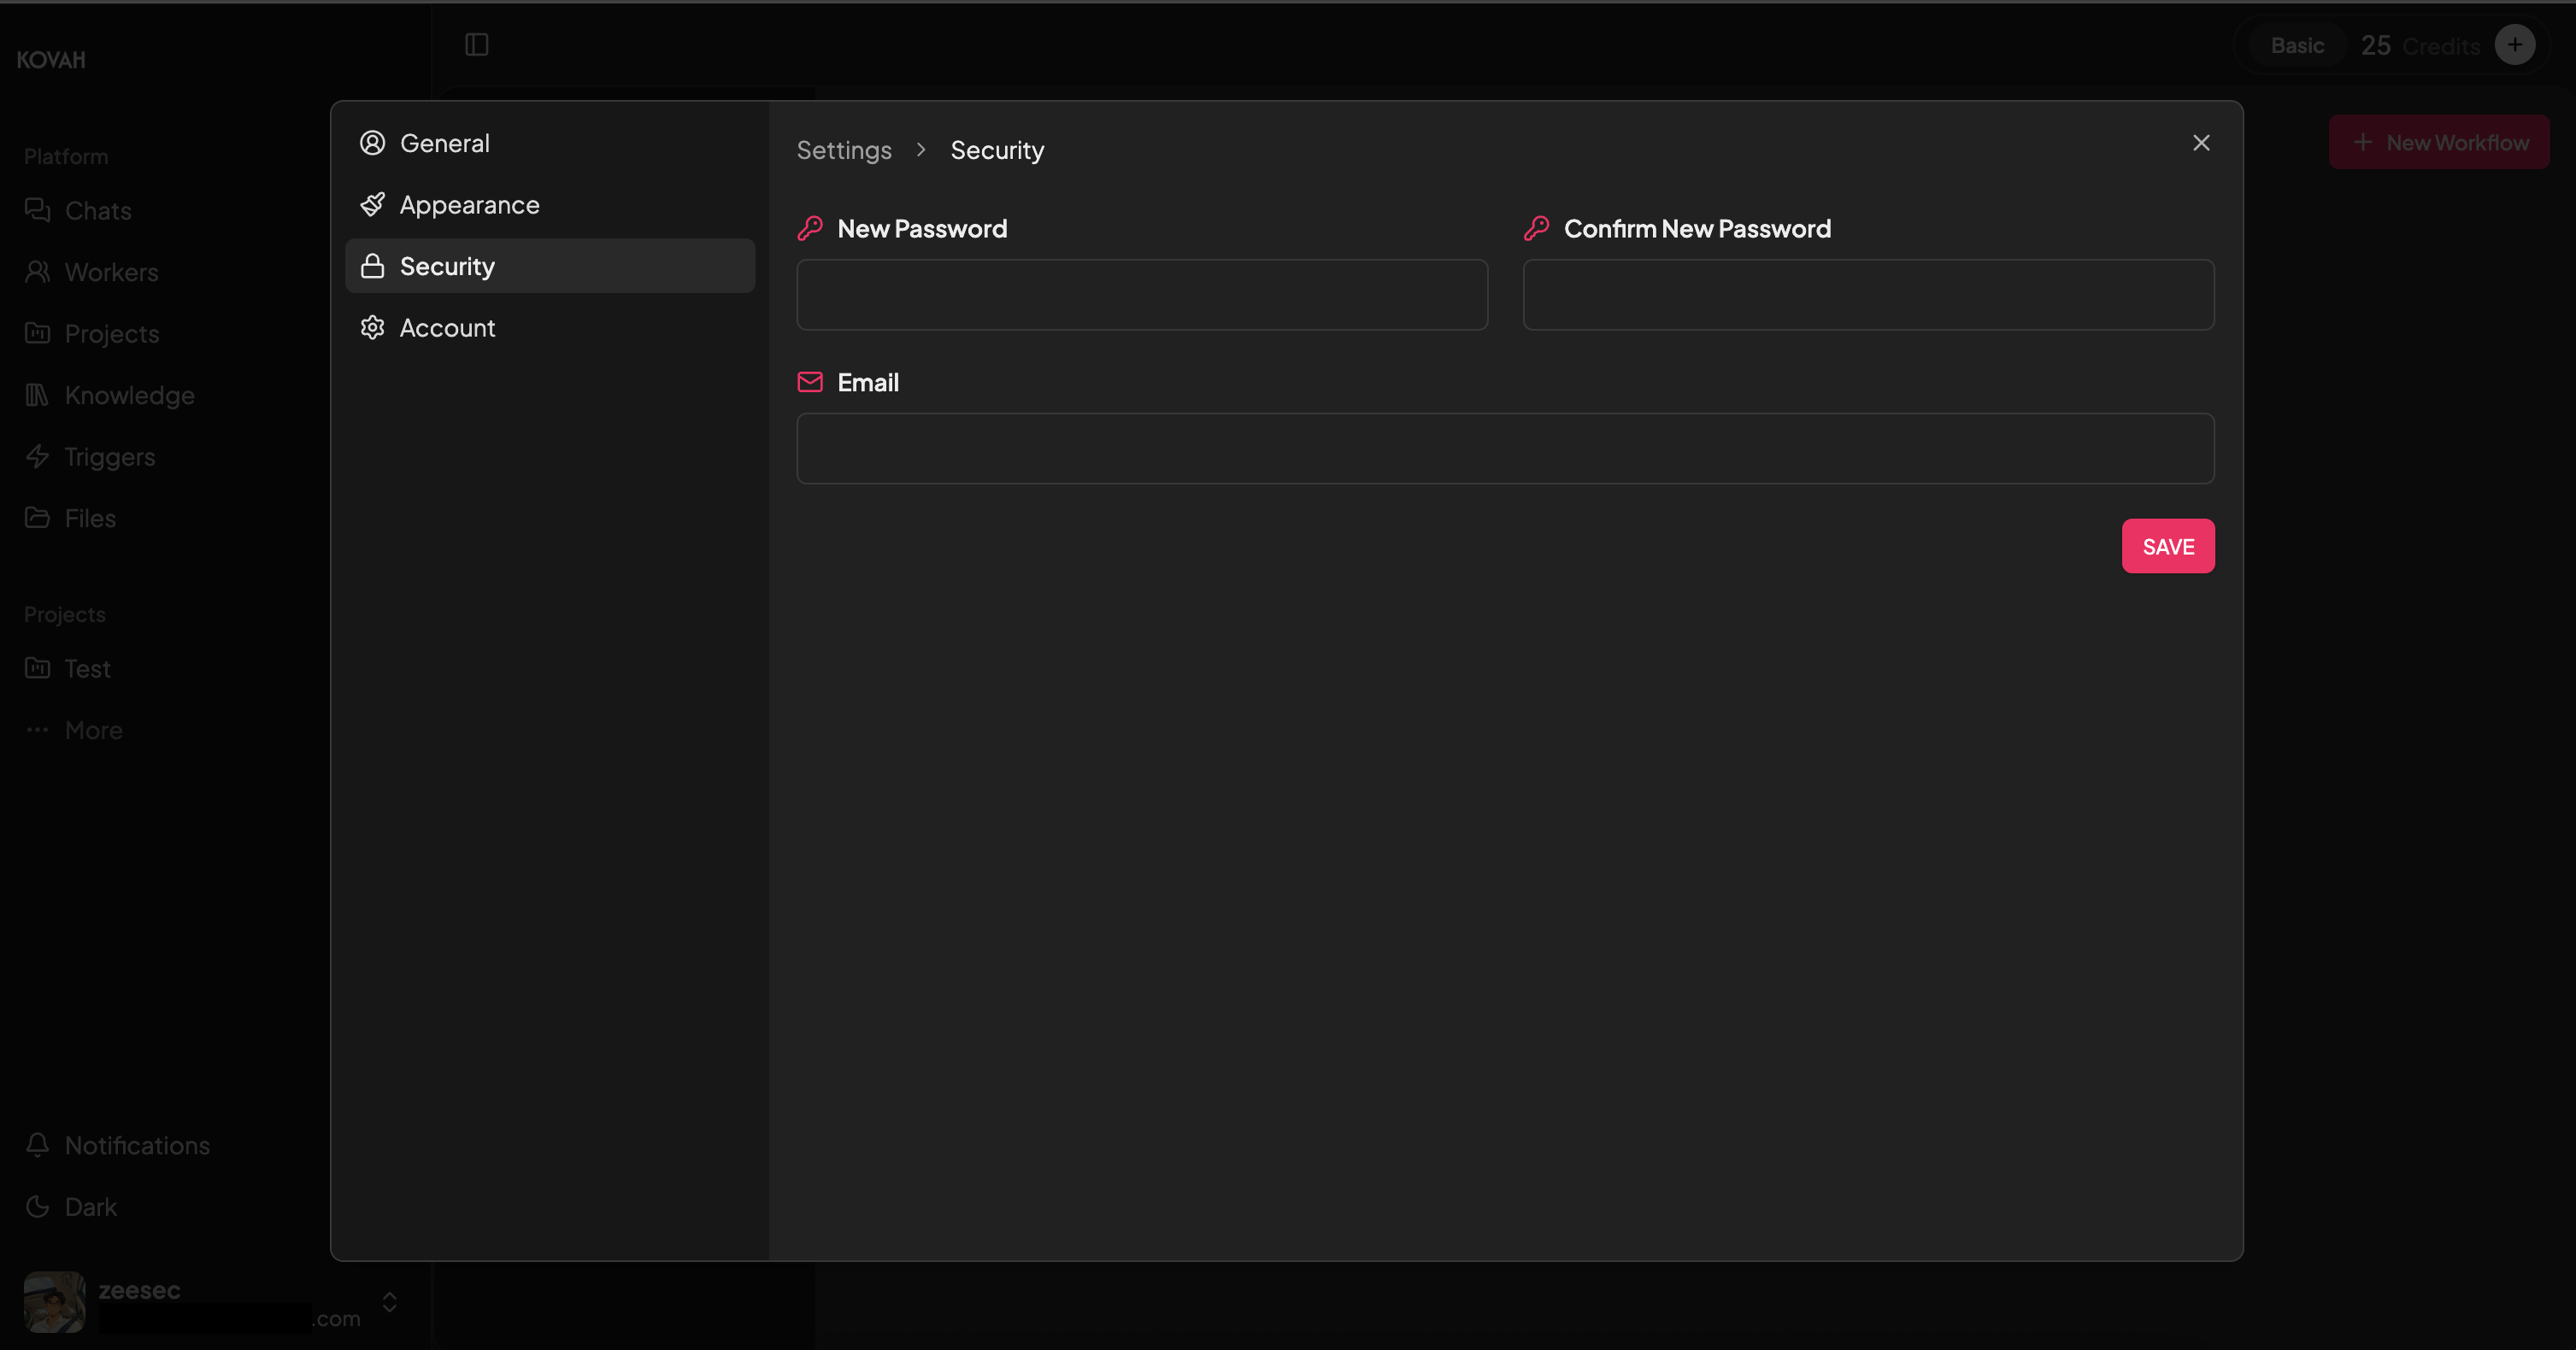 KOVAH
Basic 25 Credits
New Workflow
Platform
Chats
Workers
Projects
Knowledge
Triggers
Files
Projects
Test
More
Notifications
Dark
zeesec
.com
General
Appearance
Security
Account
Settings > Security
New Password
Confirm New Password
Email
SAVE